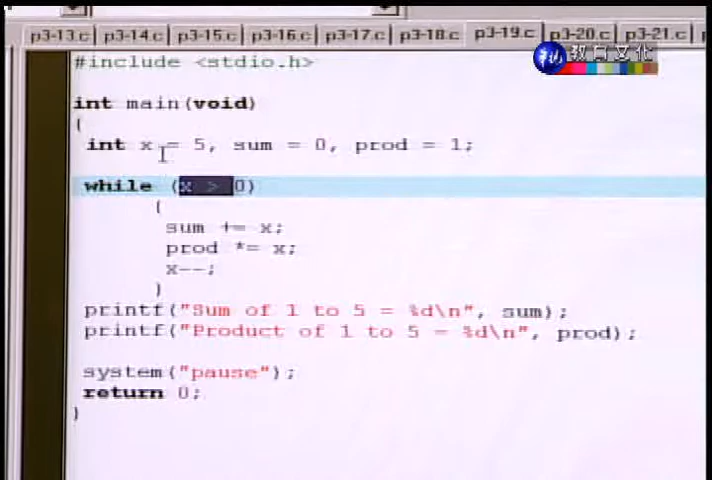 p3-13.c p3-14.c p3-15.c p3-16.c p3-17.c p3-18.c p3-19.c p3-20.c p3-21.c
教育文化
#include <stdio.h>
int main(void)
{
int x = 5, sum = 0, prod = 1;
while (x > 0)
{
sum += x;
prod *= x;
x--;
}
printf("Sum of 1 to 5 = %d\n", sum);
printf("Product of 1 to 5 = %d\n", prod);
system("pause");
return 0;
}